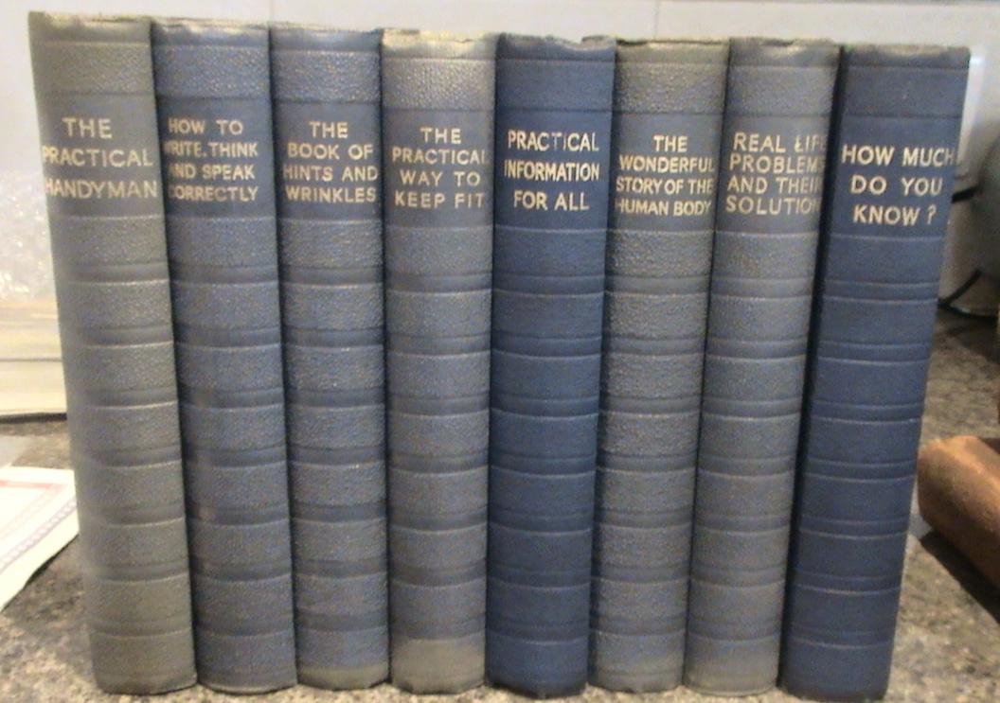 THE
PRACTICAL
HANDYMAN
HOW TO
WRITE, THINK
AND SPEAK
CORRECTLY
THE
BOOK OF
HINTS AND
WRINKLES
THE
PRACTICAL
WAY TO
KEEP FIT
PRACTICAL
INFORMATION
FOR ALL
THE
WONDERFUL
STORY OF THE
HUMAN BODY
REAL LIFE
PROBLEMS
AND THEIR
SOLUTION
HOW MUCH
DO YOU
KNOW ?